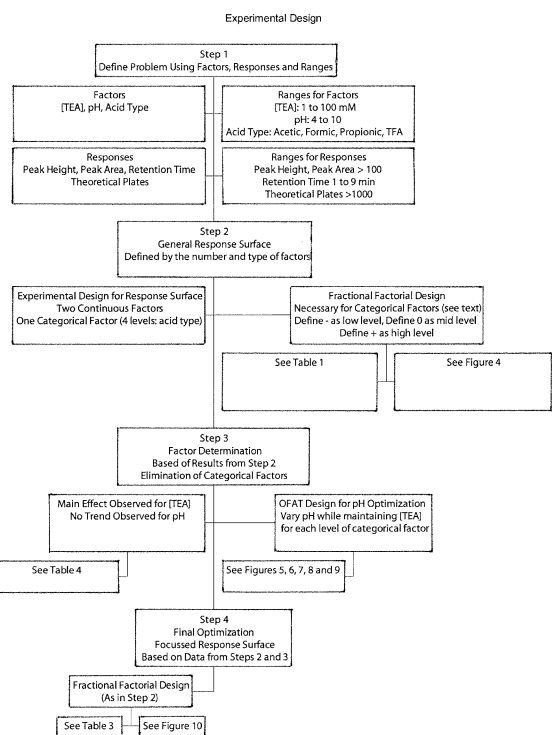 Experimental Design
Step 1
Define Problem Using Factors, Responses and Ranges
Factors
[TEA], pH, Acid Type
Ranges for Factors
[TEA]: 1 to 100 mM
pH: 4 to 10
Acid Type: Acetic, Formic, Propionic, TFA
Responses
Peak Height, Peak Area, Retention Time
Theoretical Plates
Ranges for Responses
Peak Height, Peak Area > 100
Retention Time 1 to 9 min
Theoretical Plates >1000
Step 2
General Response Surface
Defined by the number and type of factors
Experimental Design for Response Surface
Two Continuous Factors
One Categorical Factor (4 levels: acid type)
Fractional Factorial Design
Necessary for Categorical Factors (see text)
Define - as low level, Define 0 as mid level
Define + as high level
See Table 1
See Figure 4
Step 3
Factor Determination
Based of Results from Step 2
Elimination of Categorical Factors
Main Effect Observed for [TEA]
No Trend Observed for pH
OFAT Design for pH Optimization
Vary pH while maintaining [TEA]
for each level of categorical factor
See Table 4
See Figures 5, 6, 7, 8 and 9
Step 4
Final Optimization
Focussed Response Surface
Based on Data from Steps 2 and 3
Fractional Factorial Design
(As in Step 2)
See Table 3
See Figure 10